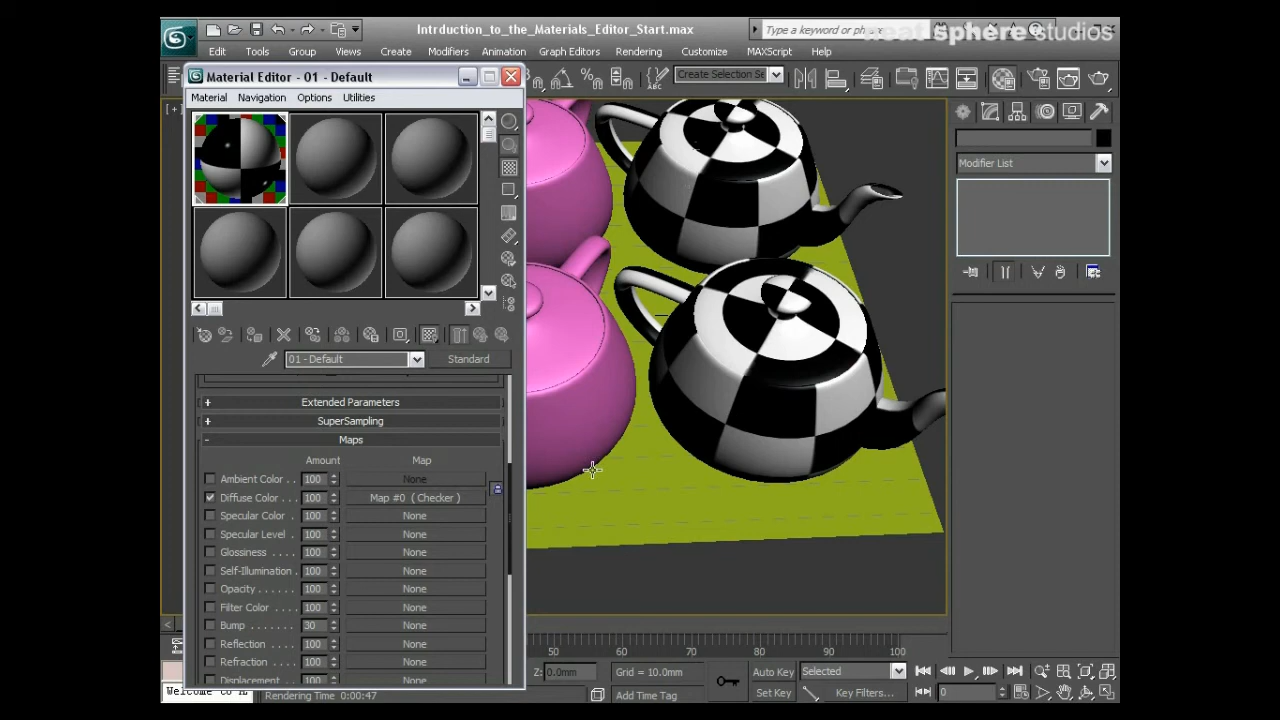 Intrduction_to_the_Materials_Editor_Start.max
Type a keyword or phrase
sphere studios
Edit Tools Group Views Create Modifiers Animation Graph Editors Rendering Customize MAXScript Help
Material Editor - 01 - Default
Material Navigation Options Utilities
Create Selection Se
ABC
[+]
Modifier List
01 - Default
Standard
+ Extended Parameters
+ SuperSampling
- Maps
Amount Map
Ambient Color . . 100 None
Diffuse Color . . . 100 Map #0 ( Checker )
Specular Color . 100 None
Specular Level . 100 None
Glossiness . . . . 100 None
Self-Illumination . 100 None
Opacity . . . . . . 100 None
Filter Color . . . . 100 None
Bump . . . . . . . 30 None
Reflection . . . . 100 None
Refraction . . . . 100 None
Displacement . . 100 None
50 60 70 80 90 100
Z: 0.0mm Grid = 10.0mm Auto Key Selected
Rendering Time 0:00:47 Add Time Tag Set Key Key Filters... 0